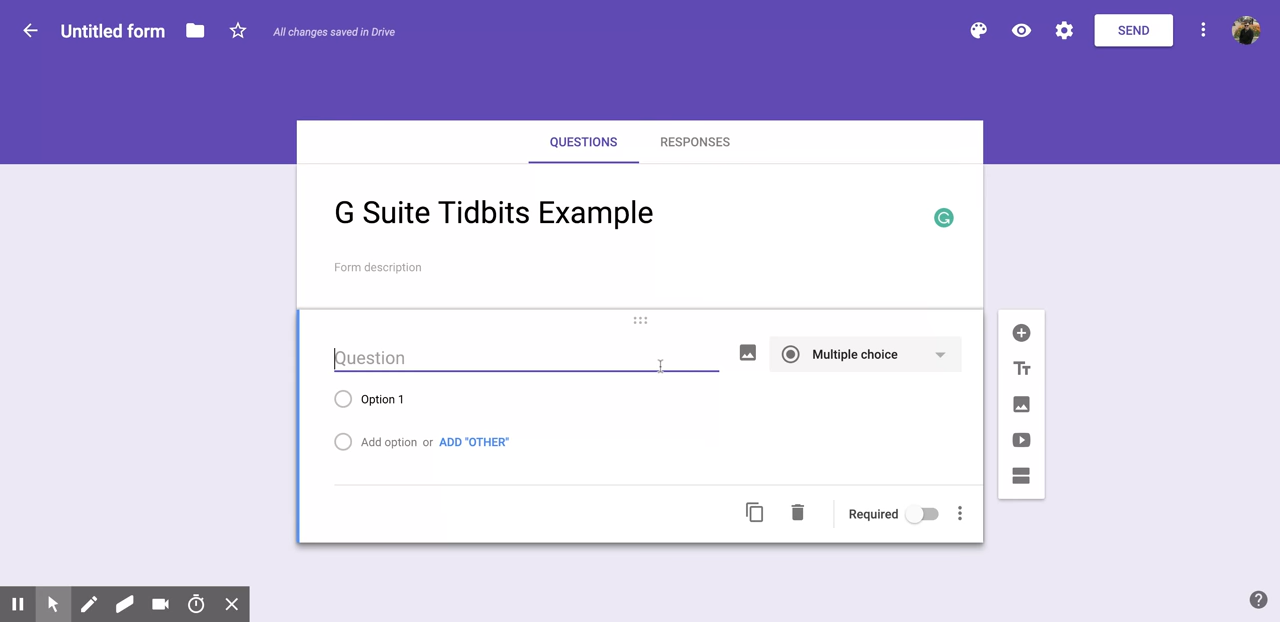 Untitled form
All changes saved in Drive
SEND
QUESTIONS
RESPONSES
G Suite Tidbits Example
Form description
Question
Multiple choice
Option 1
Add option or ADD "OTHER"
Required